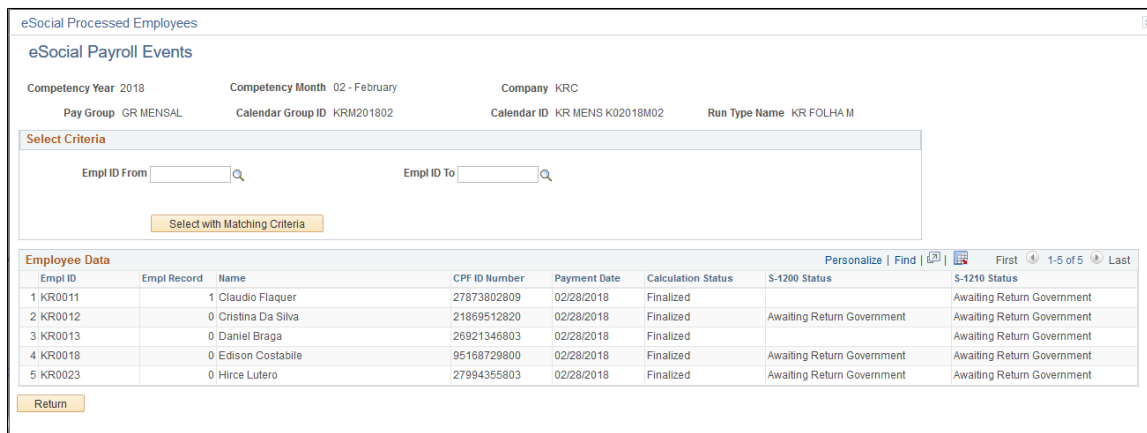 eSocial Processed Employees
eSocial Payroll Events
Competency Year 2018 Competency Month 02 - February Company KRC
Pay Group GR MENSAL Calendar Group ID KRM201802 Calendar ID KR MENS K02018M02 Run Type Name KR FOLHA M
Select Criteria
Empl ID From Empl ID To
Select with Matching Criteria
Employee Data Personalize | Find | First 1-5 of 5 Last
Empl ID Empl Record Name CPF ID Number Payment Date Calculation Status S-1200 Status S-1210 Status
1 KR0011 1 Claudio Flaquer 27873802809 02/28/2018 Finalized Awaiting Return Government
2 KR0012 0 Cristina Da Silva 21869512820 02/28/2018 Finalized Awaiting Return Government Awaiting Return Government
3 KR0013 0 Daniel Braga 26921346803 02/28/2018 Finalized Awaiting Return Government
4 KR0018 0 Edison Costabile 95168729800 02/28/2018 Finalized Awaiting Return Government Awaiting Return Government
5 KR0023 0 Hirce Lutero 27994355803 02/28/2018 Finalized Awaiting Return Government Awaiting Return Government
Return